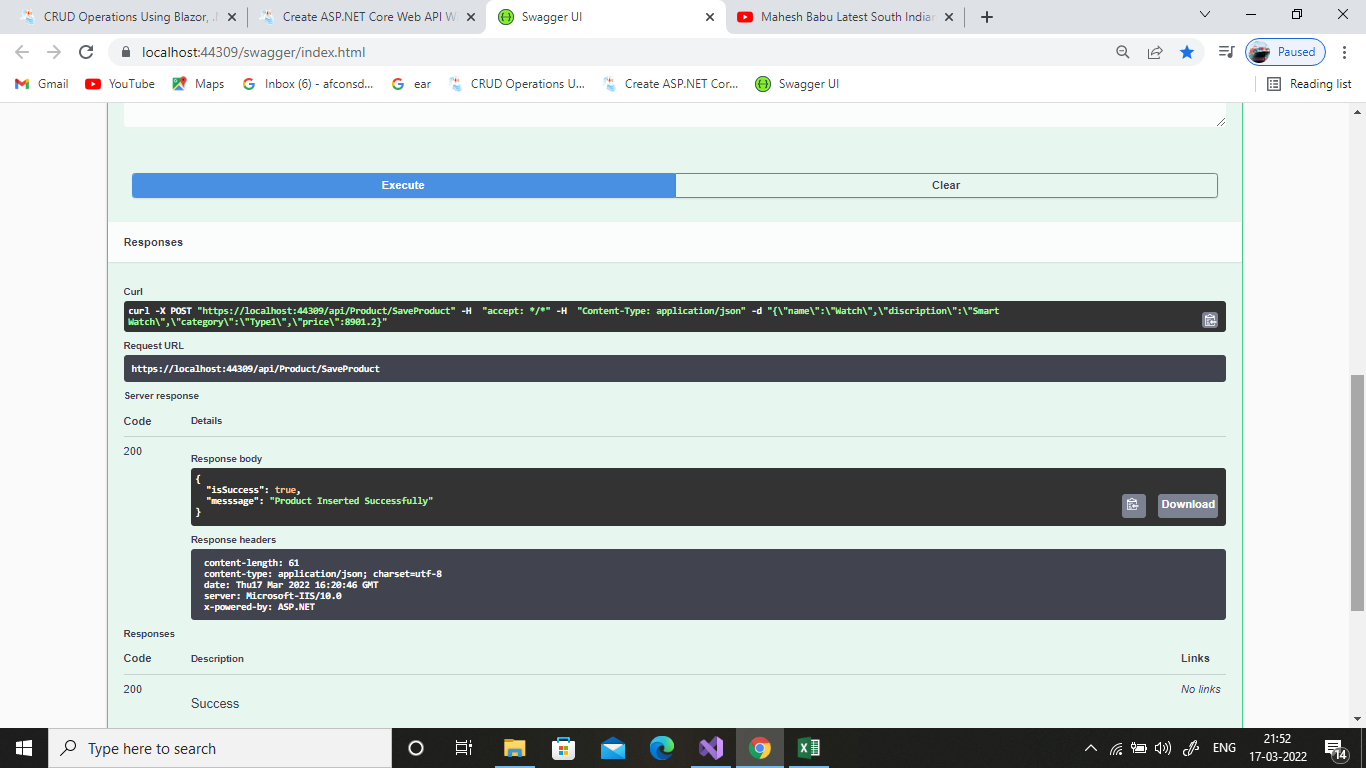 CRUD Operations Using Blazor, .N
Create ASP.NET Core Web API W
Swagger UI
Mahesh Babu Latest South Indian
localhost:44309/swagger/index.html
Paused
Gmail
YouTube
Maps
Inbox (6) - afconsd...
ear
CRUD Operations U...
Create ASP.NET Cor...
Swagger UI
Reading list
Execute
Clear
Responses
Curl
curl -X POST "https://localhost:44309/api/Product/SaveProduct" -H  "accept: */*" -H  "Content-Type: application/json" -d "{\"name\":\"Watch\",\"discription\":\"Smart
Watch\",\"category\":\"Type1\",\"price\":8901.2}"
Request URL
https://localhost:44309/api/Product/SaveProduct
Server response
Code Details
200
Response body
{
"isSuccess": true,
"messsage": "Product Inserted Successfully"
}
Download
Response headers
content-length: 61
content-type: application/json; charset=utf-8
date: Thu17 Mar 2022 16:20:46 GMT
server: Microsoft-IIS/10.0
x-powered-by: ASP.NET
Responses
Code Description Links
200 No links
Success
Type here to search
ENG
21:52
17-03-2022
14